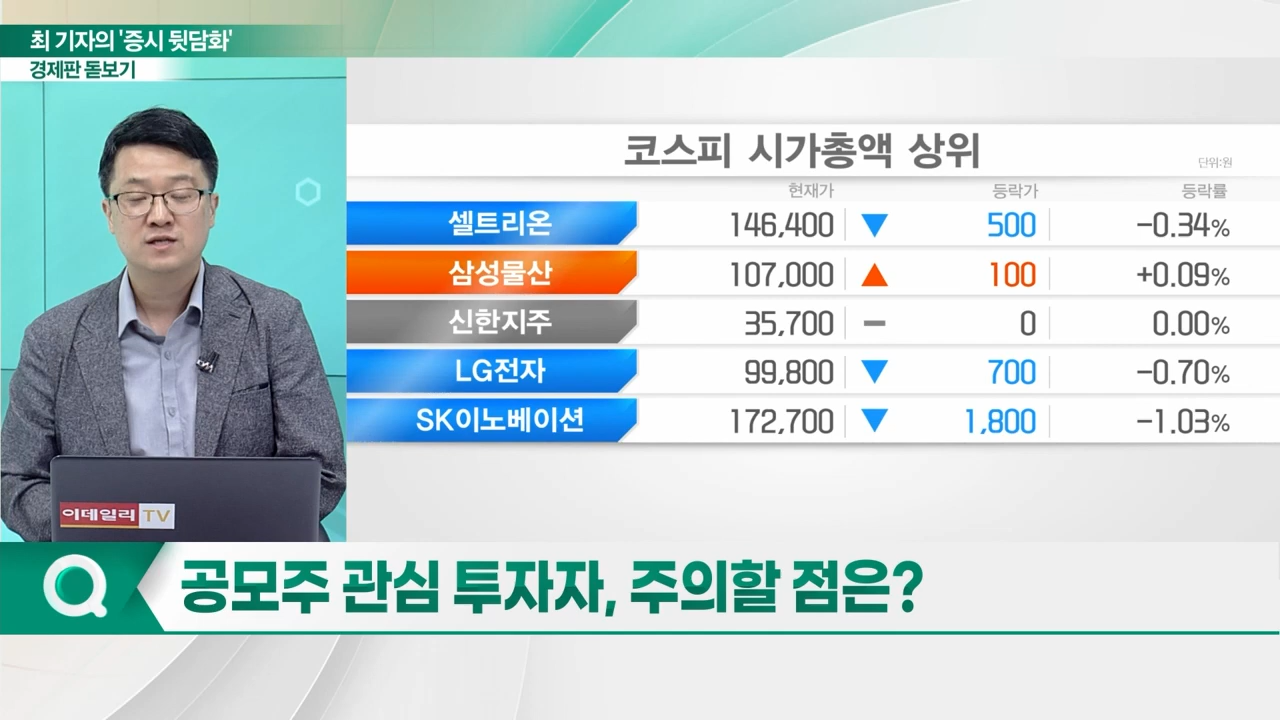 최 기자의 '증시 뒷담화'
경제판 돋보기
코스피 시가총액 상위
단위:원
현재가 등락가 등락률
셀트리온 146,400 ▼ 500 -0.34%
삼성물산 107,000 ▲ 100 +0.09%
신한지주 35,700 - 0 0.00%
LG전자 99,800 ▼ 700 -0.70%
SK이노베이션 172,700 ▼ 1,800 -1.03%
이데일리 TV
공모주 관심 투자자, 주의할 점은?